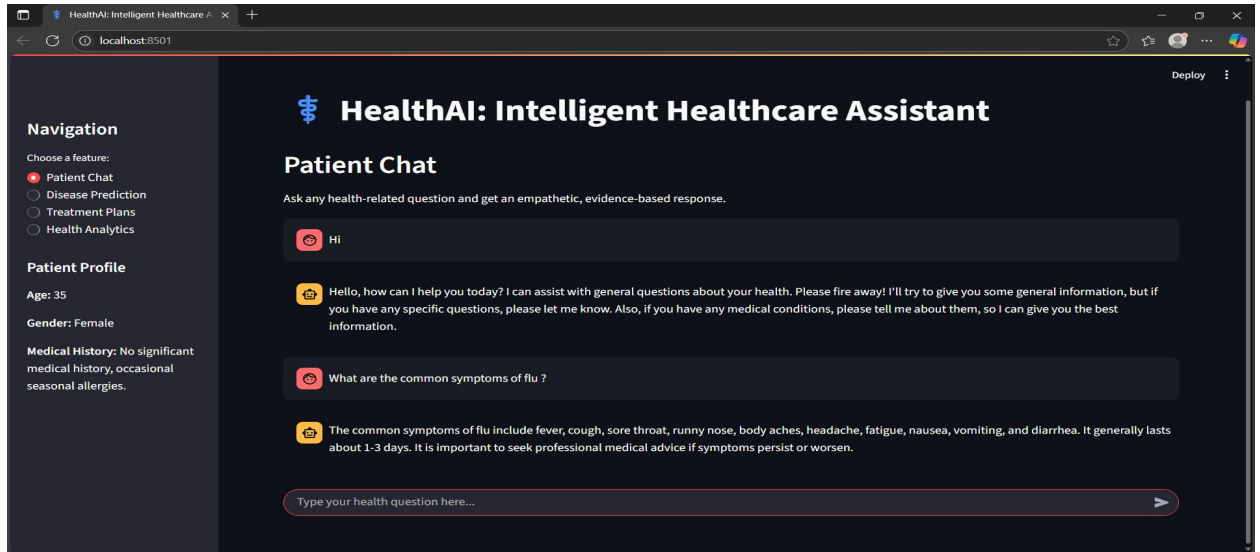 HealthAI: Intelligent Healthcare A
localhost:8501
Deploy
Navigation
Choose a feature:
Patient Chat
Disease Prediction
Treatment Plans
Health Analytics
Patient Profile
Age: 35
Gender: Female
Medical History: No significant
medical history, occasional
seasonal allergies.
HealthAI: Intelligent Healthcare Assistant
Patient Chat
Ask any health-related question and get an empathetic, evidence-based response.
Hi
Hello, how can I help you today? I can assist with general questions about your health. Please fire away! I'll try to give you some general information, but if
you have any specific questions, please let me know. Also, if you have any medical conditions, please tell me about them, so I can give you the best
information.
What are the common symptoms of flu ?
The common symptoms of flu include fever, cough, sore throat, runny nose, body aches, headache, fatigue, nausea, vomiting, and diarrhea. It generally lasts
about 1-3 days. It is important to seek professional medical advice if symptoms persist or worsen.
Type your health question here...